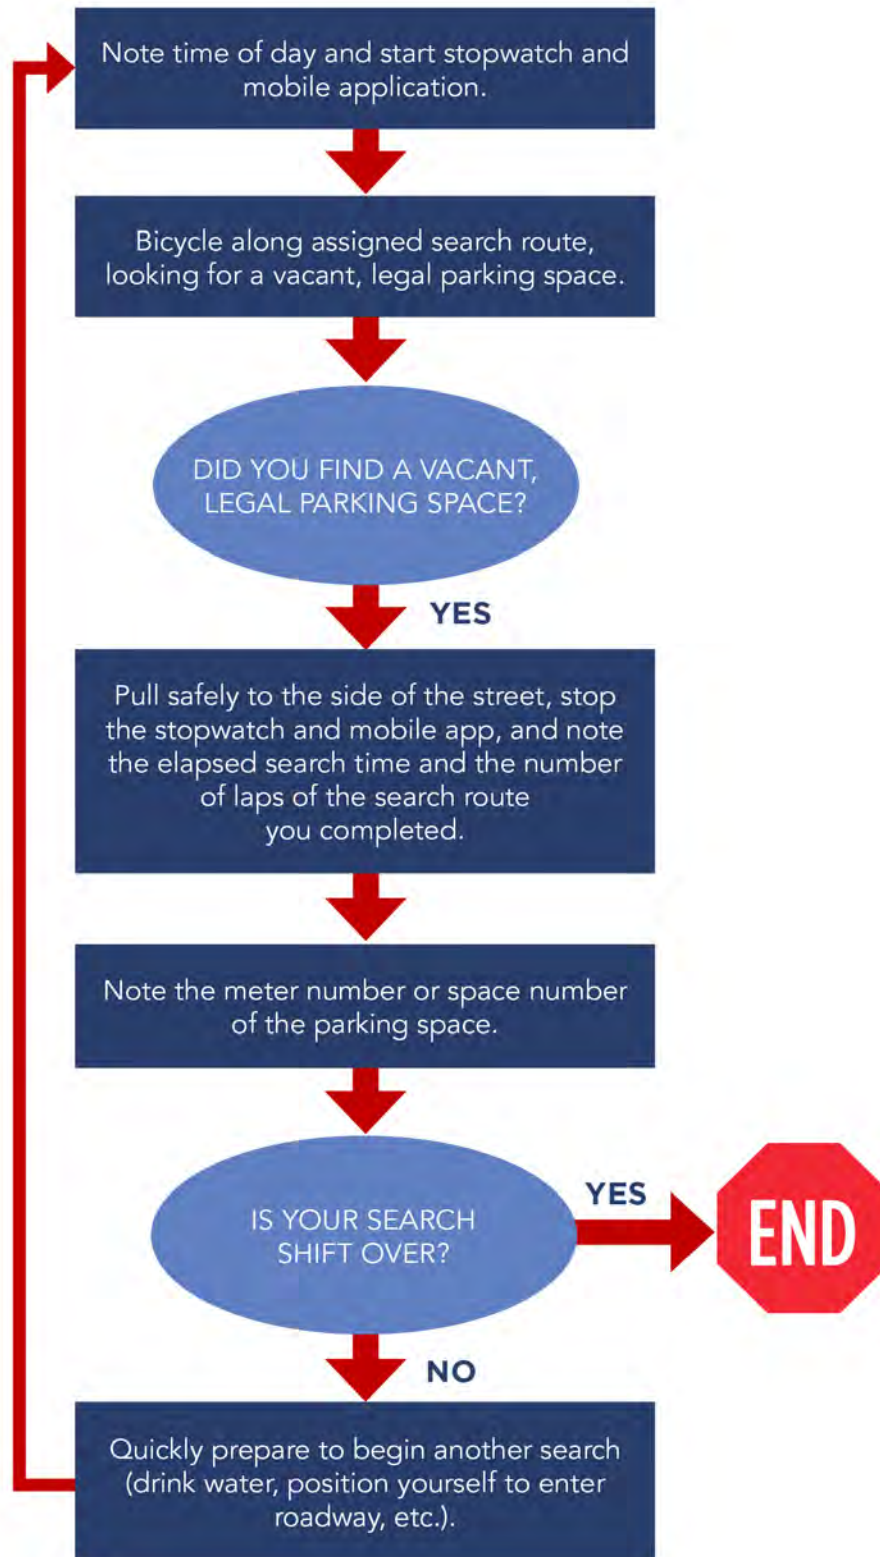 Note time of day and start stopwatch and
mobile application.
Bicycle along assigned search route,
looking for a vacant, legal parking space.
DID YOU FIND A VACANT,
LEGAL PARKING SPACE?
YES
Pull safely to the side of the street, stop
the stopwatch and mobile app, and note
the elapsed search time and the number
of laps of the search route
you completed.
Note the meter number or space number
of the parking space.
IS YOUR SEARCH
SHIFT OVER?
YES
END
NO
Quickly prepare to begin another search
(drink water, position yourself to enter
roadway, etc.).